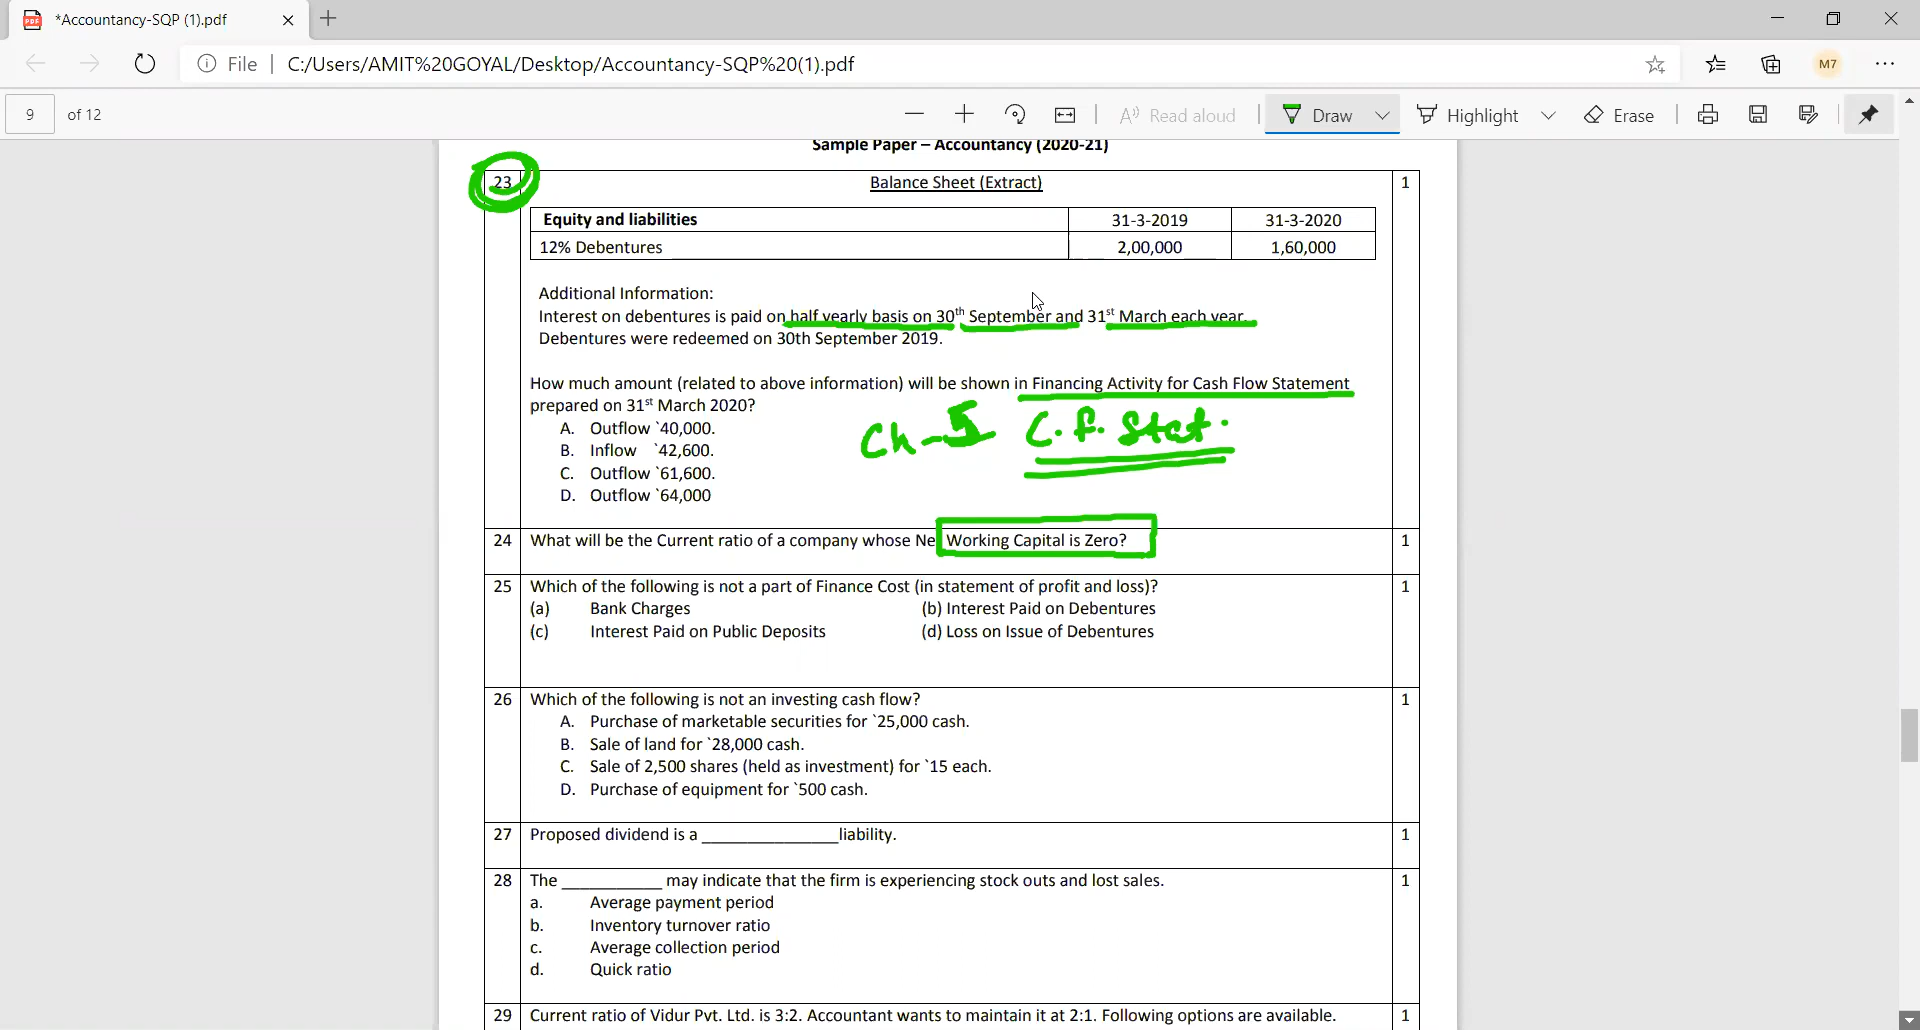 *Accountancy-SQP (1).pdf
File C:/Users/AMIT%20GOYAL/Desktop/Accountancy-SQP%20(1).pdf M7
9 of 12 Read aloud Draw Highlight Erase
Sample Paper – Accountancy (2020-21)
23 Balance Sheet (Extract) 1
Equity and liabilities 31-3-2019 31-3-2020
12% Debentures 2,00,000 1,60,000
Additional Information:
Interest on debentures is paid on half yearly basis on 30th September and 31st March each year.
Debentures were redeemed on 30th September 2019.
How much amount (related to above information) will be shown in Financing Activity for Cash Flow Statement
prepared on 31st March 2020?
Ch-5 C.f. Stat.
A. Outflow `40,000.
B. Inflow `42,600.
C. Outflow `61,600.
D. Outflow `64,000
24 What will be the Current ratio of a company whose Ne Working Capital is Zero? 1
25 Which of the following is not a part of Finance Cost (in statement of profit and loss)? 1
(a) Bank Charges (b) Interest Paid on Debentures
(c) Interest Paid on Public Deposits (d) Loss on Issue of Debentures
26 Which of the following is not an investing cash flow? 1
A. Purchase of marketable securities for `25,000 cash.
B. Sale of land for `28,000 cash.
C. Sale of 2,500 shares (held as investment) for `15 each.
D. Purchase of equipment for `500 cash.
27 Proposed dividend is a _______________liability. 1
28 The ___________ may indicate that the firm is experiencing stock outs and lost sales. 1
a. Average payment period
b. Inventory turnover ratio
c. Average collection period
d. Quick ratio
29 Current ratio of Vidur Pvt. Ltd. is 3:2. Accountant wants to maintain it at 2:1. Following options are available. 1